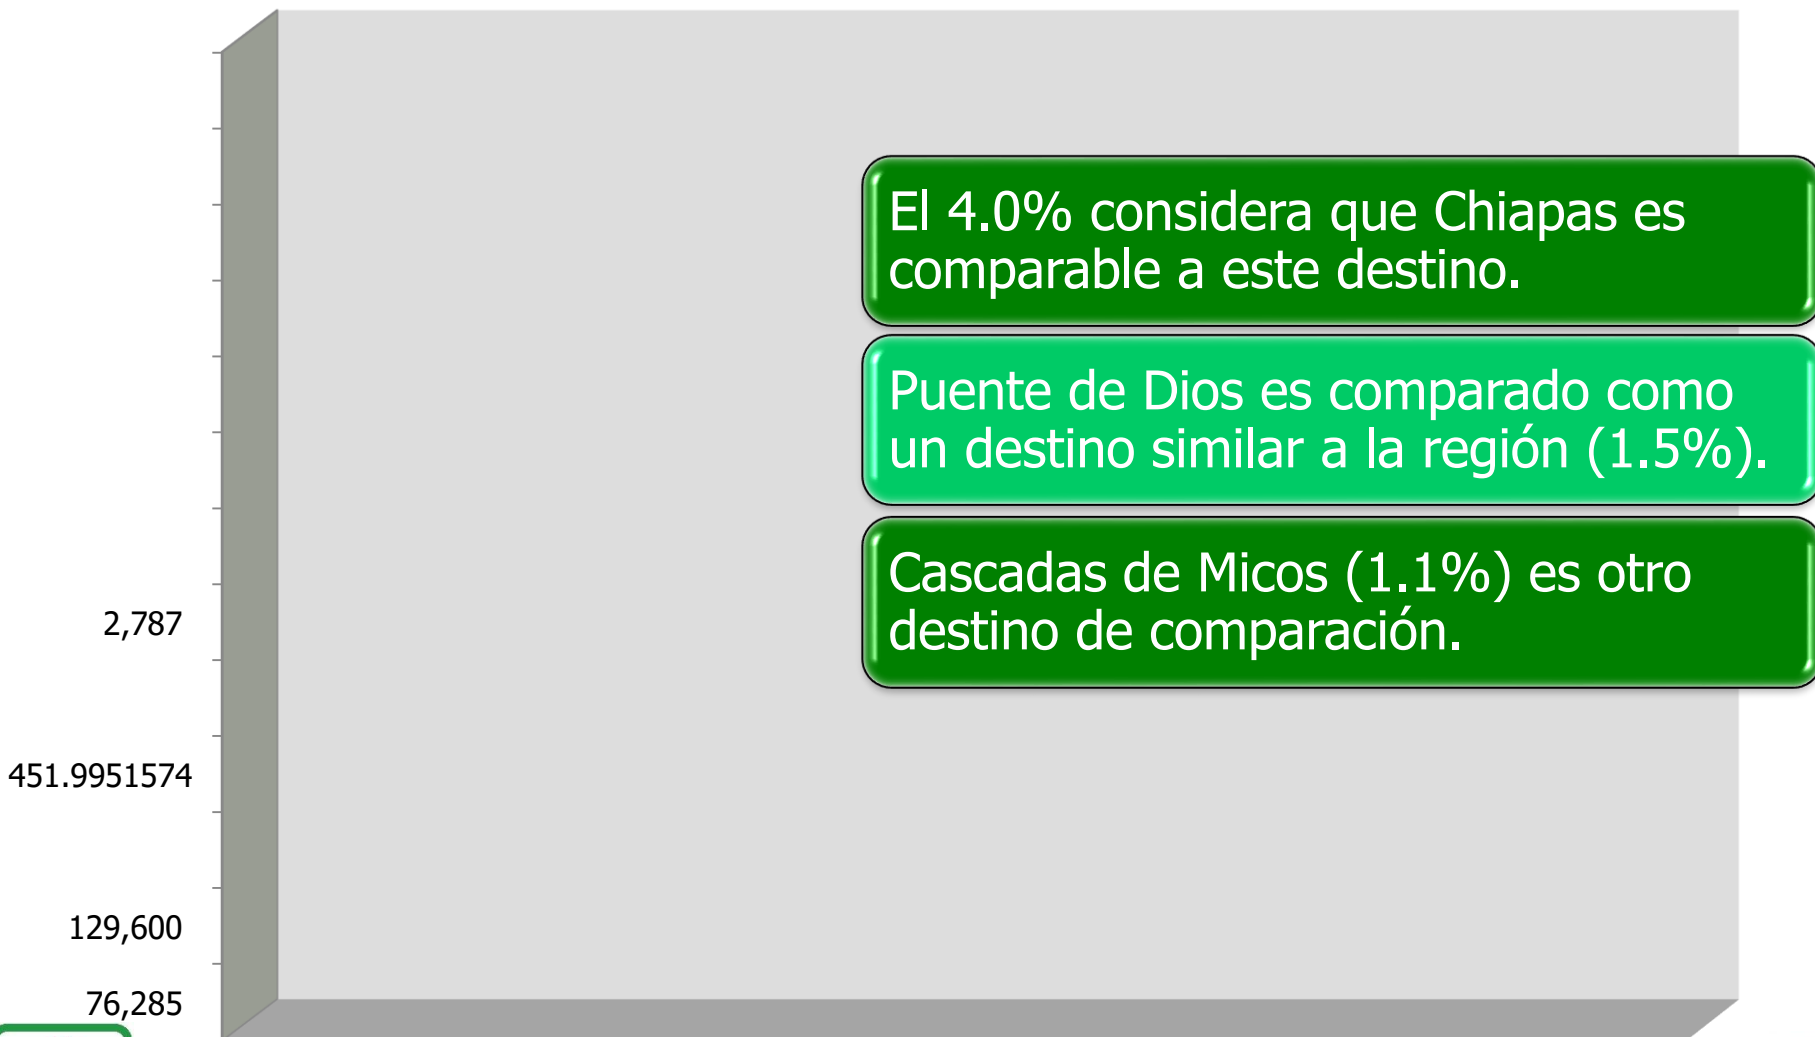 El 4.0% considera que Chiapas es
comparable a este destino.
Puente de Dios es comparado como
un destino similar a la región (1.5%).
Cascadas de Micos (1.1%) es otro
destino de comparación.
2,787
451.9951574
129,600
76,285